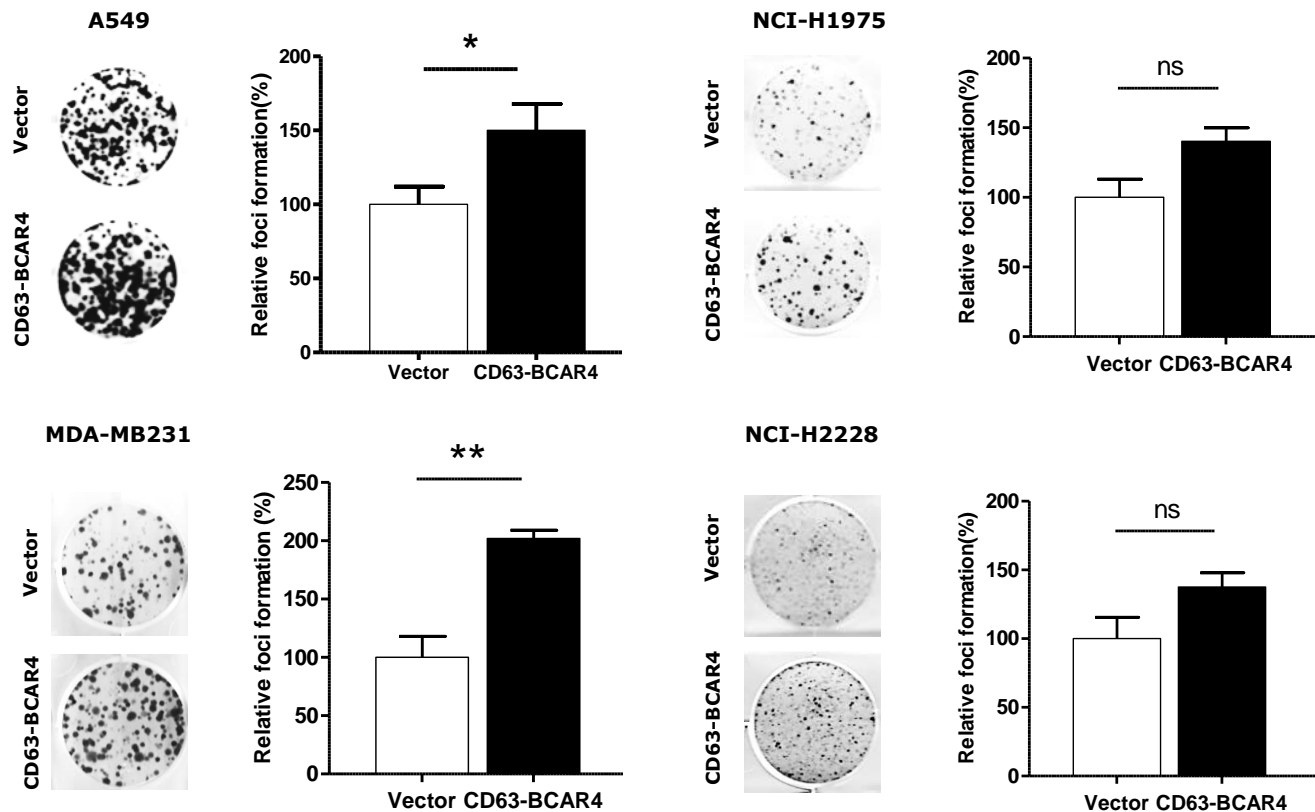 A549
Vector
CD63-BCAR4
Relative foci formation(%)
200
150
100
50
0
*
Vector
CD63-BCAR4
NCI-H1975
Vector
CD63-BCAR4
Relative foci formation(%)
200
150
100
50
0
ns
Vector CD63-BCAR4
MDA-MB231
Vector
CD63-BCAR4
Relative foci formation (%)
250
200
150
100
50
0
**
Vector CD63-BCAR4
NCI-H2228
Vector
CD63-BCAR4
Relative foci formation(%)
200
150
100
50
0
ns
Vector CD63-BCAR4